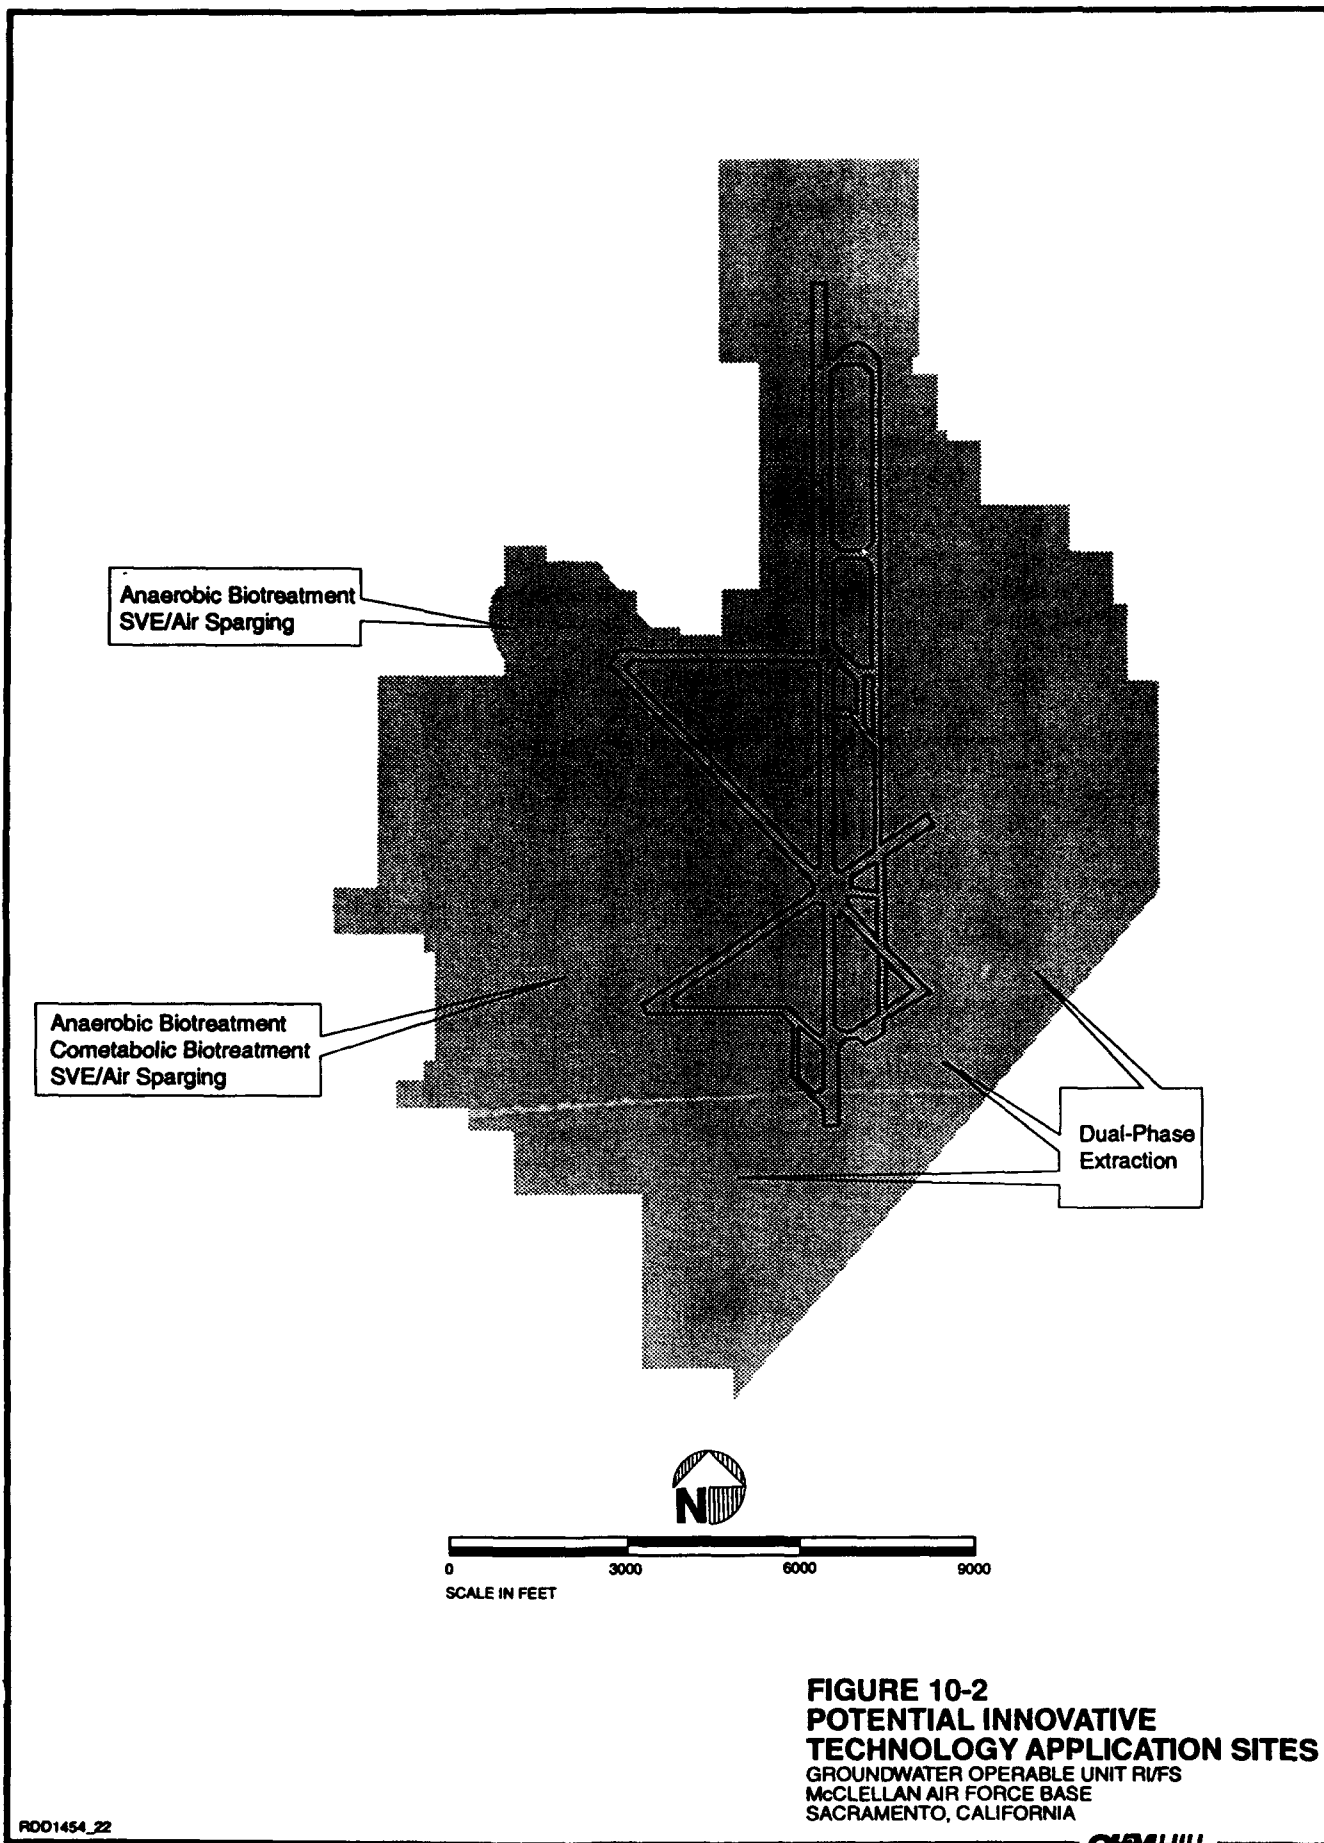 Anaerobic Biotreatment
SVE/Air Sparging
Anaerobic Biotreatment
Cometabolic Biotreatment
SVE/Air Sparging
Dual-Phase
Extraction
N
0 3000 6000 9000
SCALE IN FEET
FIGURE 10-2
POTENTIAL INNOVATIVE
TECHNOLOGY APPLICATION SITES
GROUNDWATER OPERABLE UNIT RI/FS
McCLELLAN AIR FORCE BASE
SACRAMENTO, CALIFORNIA
RDD1454_22